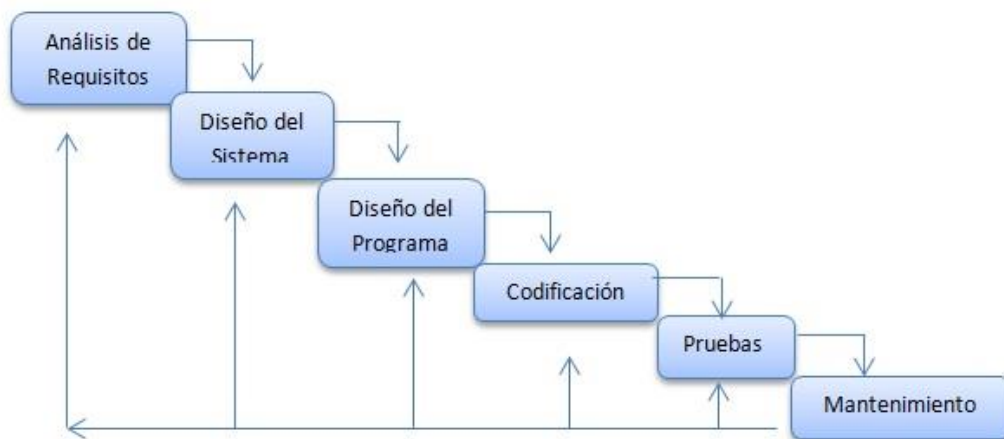 Análisis de
Requisitos
Diseño del
Sistema
Diseño del
Programa
Codificación
Pruebas
Mantenimiento